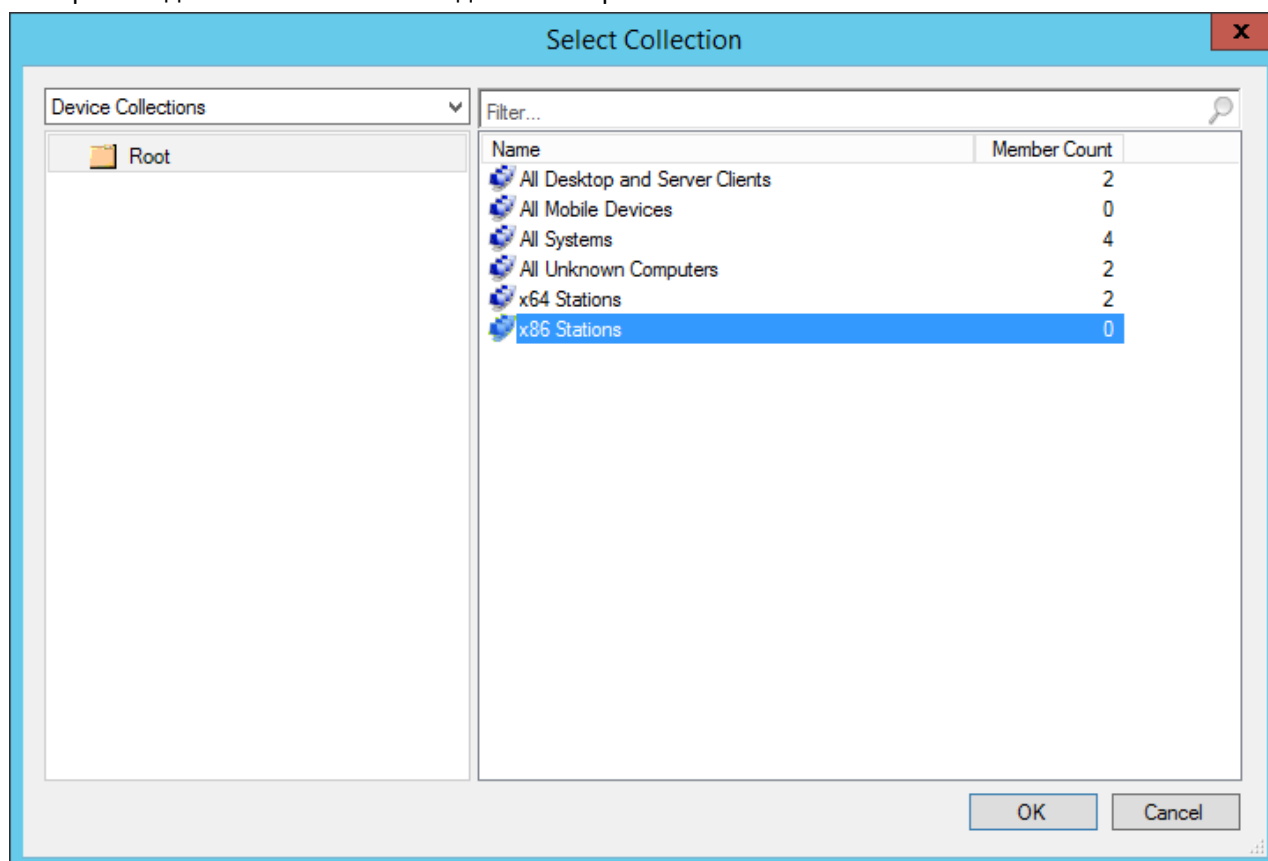 Select Collection
x
Device Collections
Filter...
Root
Name Member Count
All Desktop and Server Clients 2
All Mobile Devices 0
All Systems 4
All Unknown Computers 2
x64 Stations 2
x86 Stations 0
OK Cancel